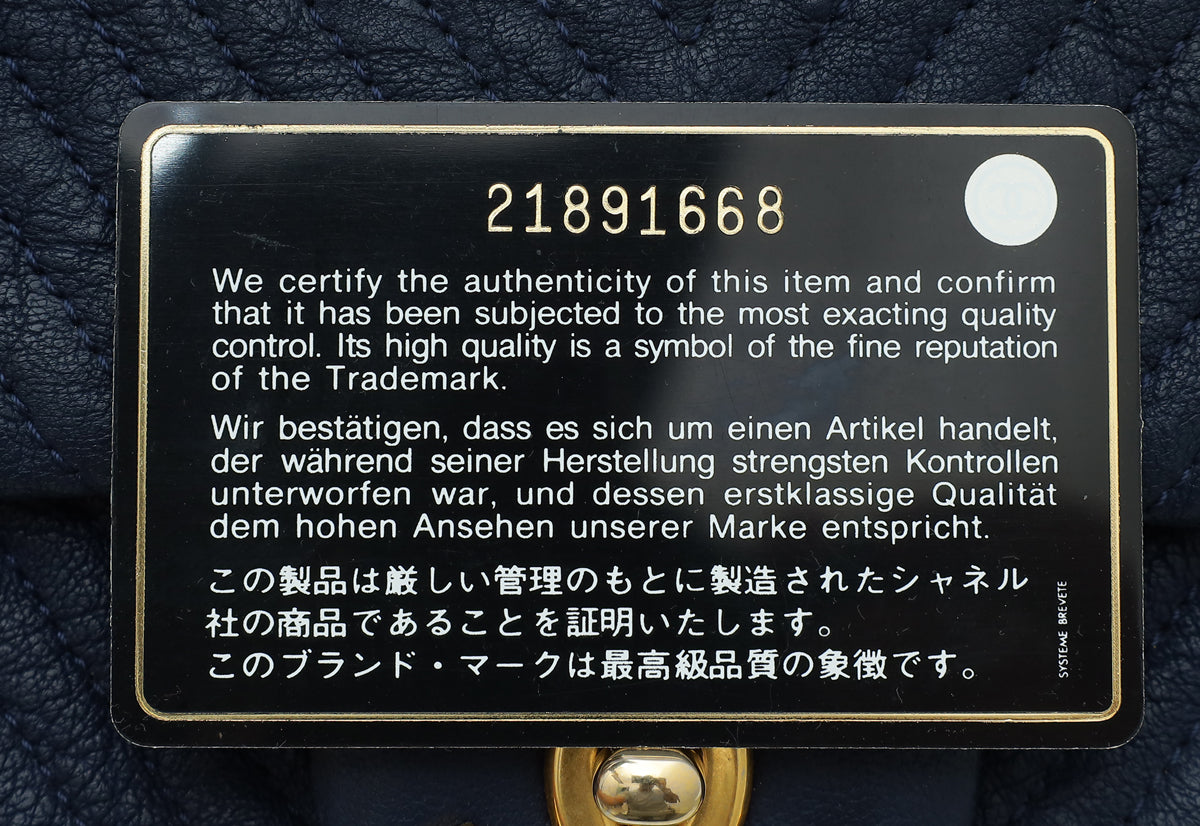 21891668
We certify the authenticity of this item and confirm
that it has been subjected to the most exacting quality
control. Its high quality is a symbol of the fine reputation
of the Trademark.
Wir bestätigen, dass es sich um einen Artikel handelt,
der während seiner Herstellung strengsten Kontrollen
unterworfen war, und dessen erstklassige Qualität
dem hohen Ansehen unserer Marke entspricht.
この製品は厳しい管理のもとに製造されたシャネル
社の商品であることを証明いたします。
このブランド・マークは最高級品質の象徴です。
SYSTEME BREVETE